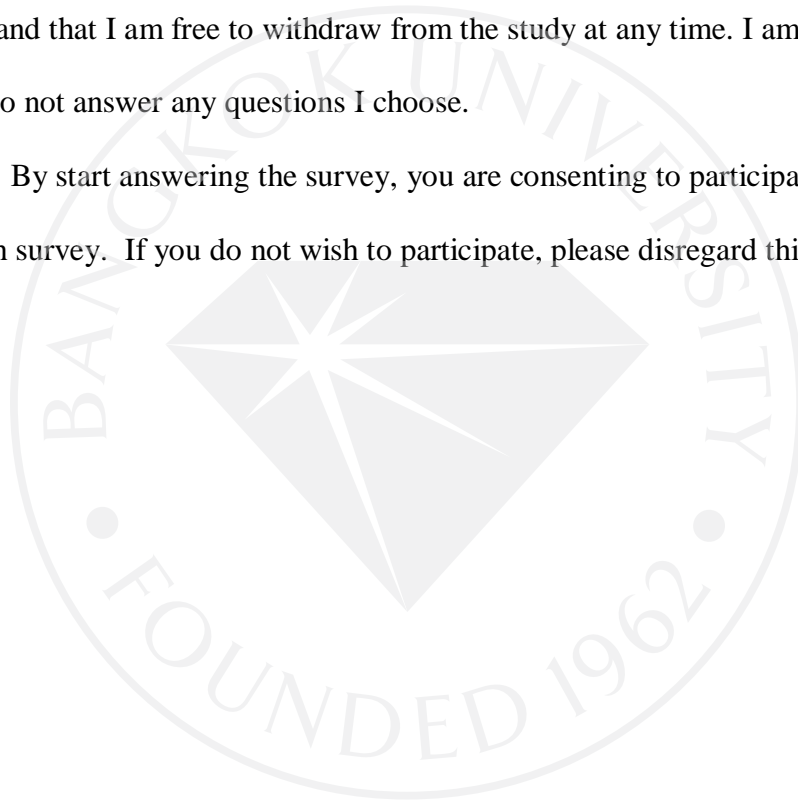 and that I am free to withdraw from the study at any time. I am
o not answer any questions I choose.
By start answering the survey, you are consenting to participa
survey. If you do not wish to participate, please disregard thi
BANGKOK UNIVERSITY
FOUNDED 1962